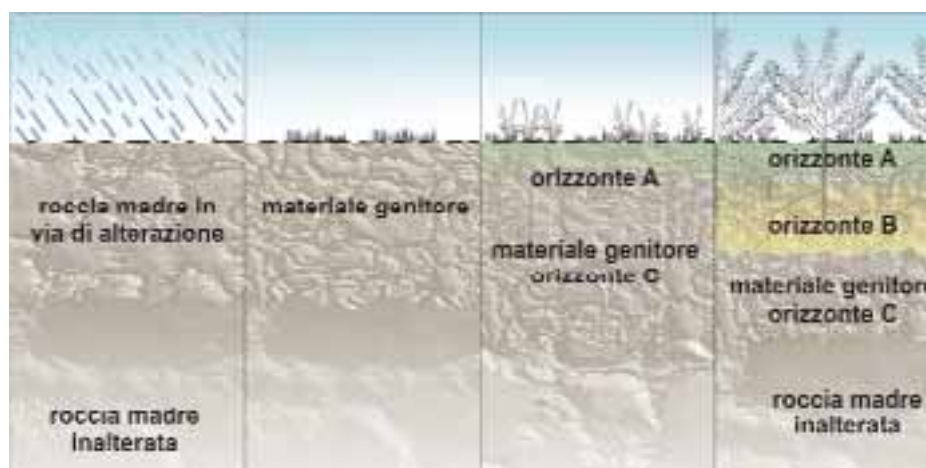 roccia madre in
via di alterazione
roccia madre
inalterata
materiale genitore
orizzonte A
materiale genitore
orizzonte C
orizzonte A
orizzonte B
materiale genitore
orizzonte C
roccia madre
inalterata